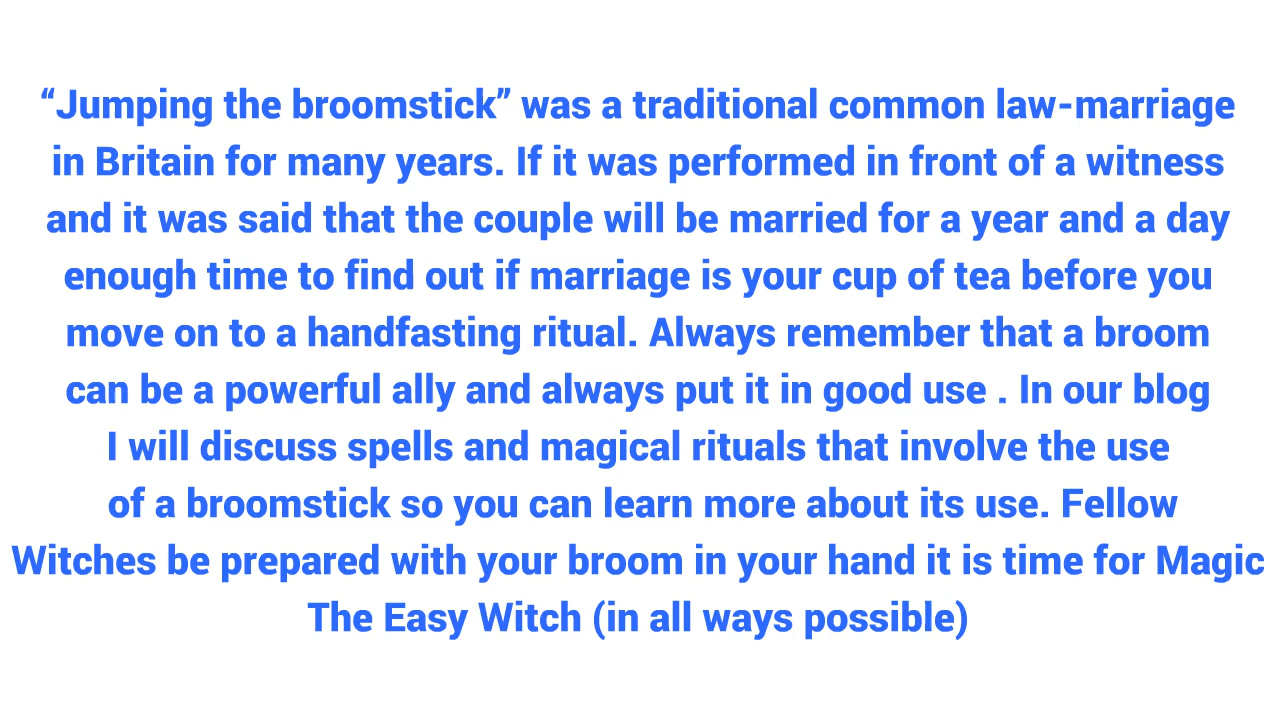 “Jumping the broomstick” was a traditional common law-marriage
in Britain for many years. If it was performed in front of a witness
and it was said that the couple will be married for a year and a day
enough time to find out if marriage is your cup of tea before you
move on to a handfasting ritual. Always remember that a broom
can be a powerful ally and always put it in good use . In our blog
I will discuss spells and magical rituals that involve the use
of a broomstick so you can learn more about its use. Fellow
Witches be prepared with your broom in your hand it is time for Magic
The Easy Witch (in all ways possible)